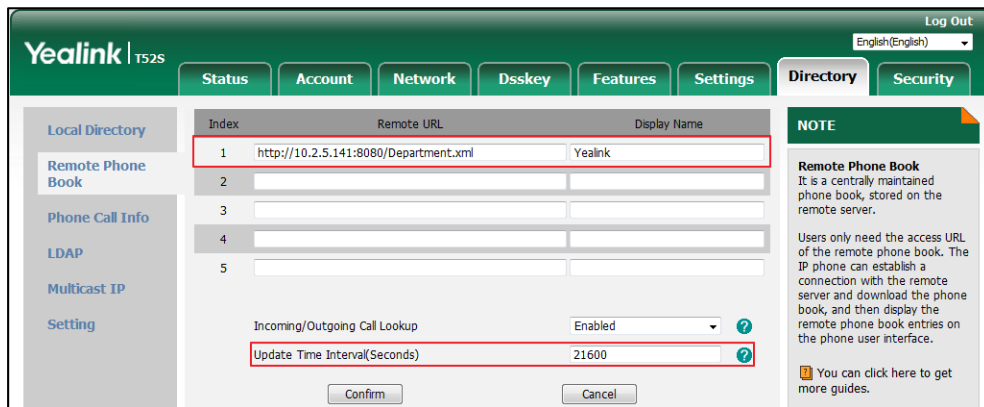 Log Out
Yealink | T52S
English(English)
Status Account Network Dsskey Features Settings Directory Security
Local Directory
Remote Phone
Book
Phone Call Info
LDAP
Multicast IP
Setting
Index Remote URL Display Name
1 http://10.2.5.141:8080/Department.xml Yealink
2
3
4
5
Incoming/Outgoing Call Lookup Enabled ?
Update Time Interval(Seconds) 21600 ?
Confirm Cancel
NOTE
Remote Phone Book
It is a centrally maintained
phone book, stored on the
remote server.
Users only need the access URL
of the remote phone book. The
IP phone can establish a
connection with the remote
server and download the phone
book, and then display the
remote phone book entries on
the phone user interface.
? You can click here to get
more guides.